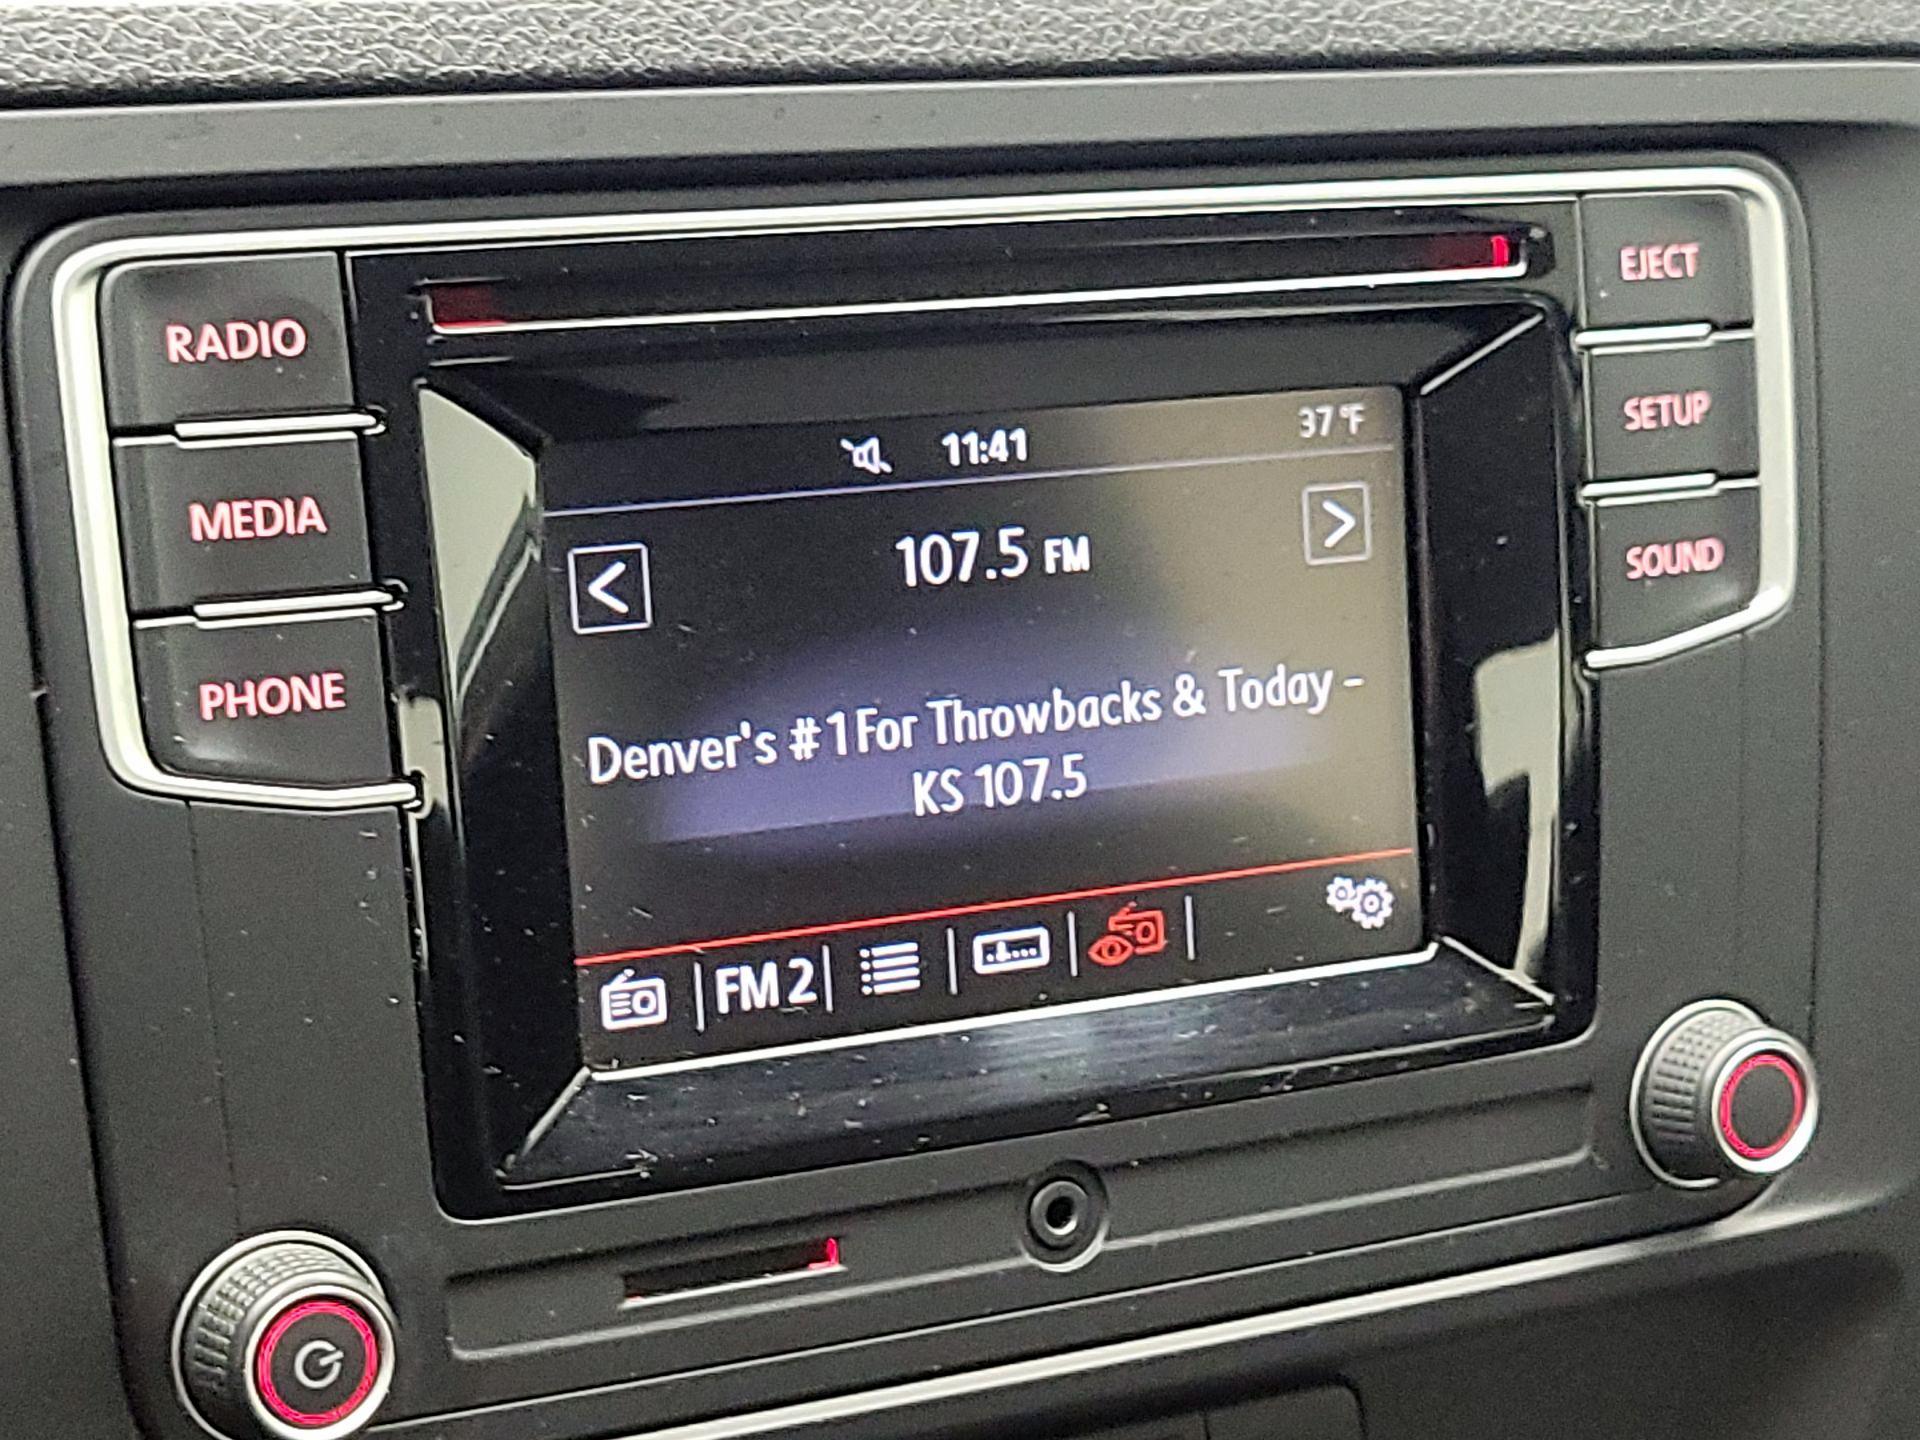 EJECT
RADIO
SETUP
11:41
37°F
MEDIA
107.5 FM
SOUND
PHONE
Denver's #1 For Throwbacks & Today -
KS 107.5
FM 2